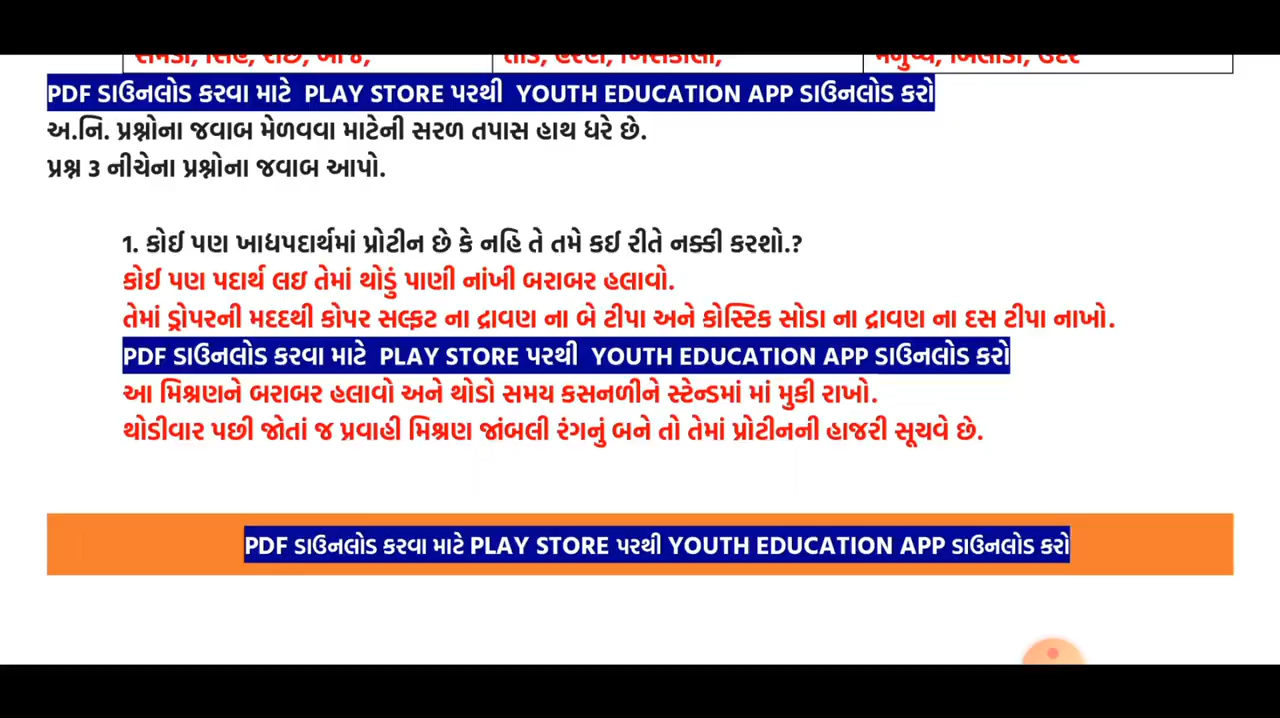 PDF ડાઉનલોડ કરવા માટે PLAY STORE પરથી YOUTH EDUCATION APP ડાઉનલોડ કરો
અ.નિ. પ્રશ્નોના જવાબ મેળવવા માટેની સરળ તપાસ હાથ ધરે છે.
પ્રશ્ન 3 નીચેના પ્રશ્નોના જવાબ આપો.
1. કોઈ પણ ખાદ્યપદાર્થમાં પ્રોટીન છે કે નહિ તે તમે કઈ રીતે નક્કી કરશો.?
કોઈ પણ પદાર્થ લઇ તેમાં થોડું પાણી નાંખી બરાબર હલાવો.
તેમાં ડ્રોપરની મદદથી કોપર સલ્ફટ ના દ્રાવણ ના બે ટીપા અને કોસ્ટિક સોડા ના દ્રાવણ ના દસ ટીપા નાખો.
PDF ડાઉનલોડ કરવા માટે PLAY STORE પરથી YOUTH EDUCATION APP ડાઉનલોડ કરો
આ મિશ્રણને બરાબર હલાવો અને થોડો સમય કસનળીને સ્ટેન્ડમાં માં મુકી રાખો.
થોડીવાર પછી જોતાં જ પ્રવાહી મિશ્રણ જાંબલી રંગનું બને તો તેમાં પ્રોટીનની હાજરી સૂચવે છે.
PDF ડાઉનલોડ કરવા માટે PLAY STORE પરથી YOUTH EDUCATION APP ડાઉનલોડ કરો